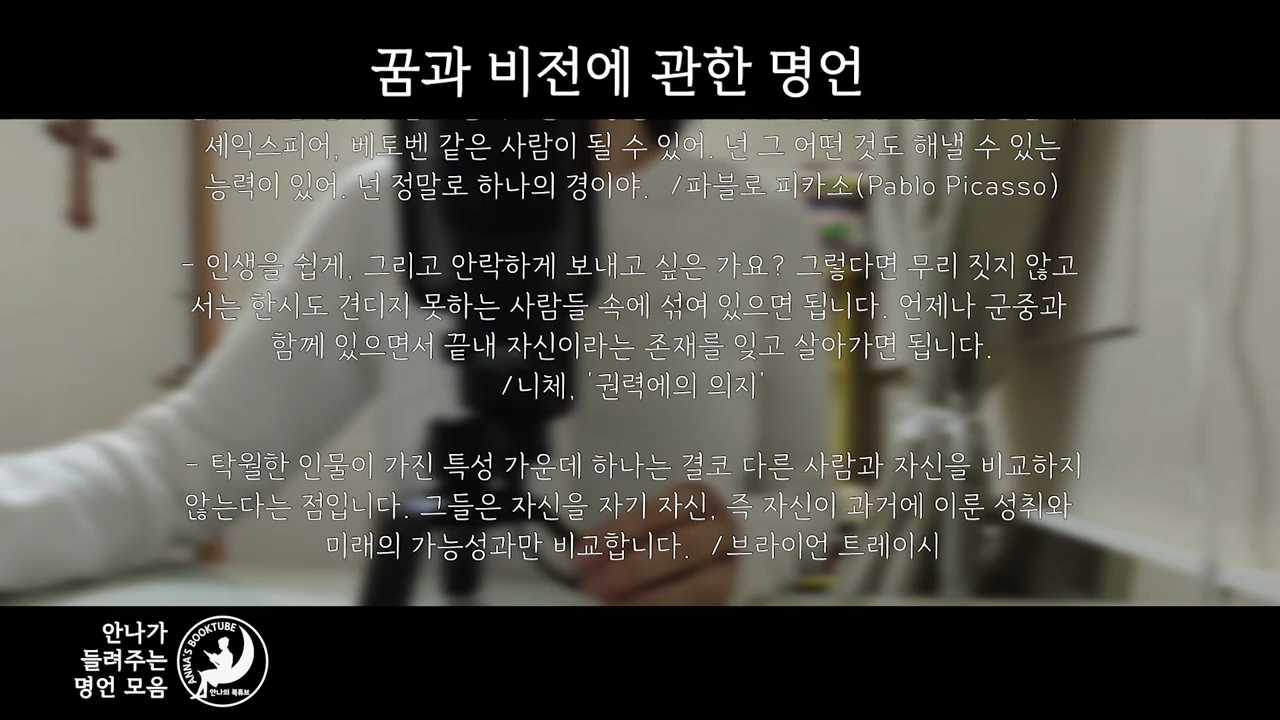 꿈과 비전에 관한 명언
셰익스피어, 베토벤 같은 사람이 될 수 있어. 넌 그 어떤 것도 해낼 수 있는
능력이 있어. 넌 정말로 하나의 경이야. /파블로 피카소(Pablo Picasso)
- 인생을 쉽게, 그리고 안락하게 보내고 싶은 가요? 그렇다면 무리 짓지 않고
서는 한시도 견디지 못하는 사람들 속에 섞여 있으면 됩니다. 언제나 군중과
함께 있으면서 끝내 자신이라는 존재를 잊고 살아가면 됩니다.
/니체, '권력에의 의지'
- 탁월한 인물이 가진 특성 가운데 하나는 결코 다른 사람과 자신을 비교하지
않는다는 점입니다. 그들은 자신을 자기 자신, 즉 자신이 과거에 이룬 성취와
미래의 가능성과만 비교합니다. /브라이언 트레이시
안나가
들려주는
명언 모음
ANNA'S BOOKTUBE
안나의 북튜브